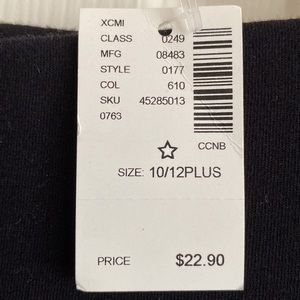 XCMI
CLASS 0249
MFG 08483
STYLE 0177
COL 610
SKU 45285013
0763
CCNB
SIZE: 10/12PLUS
PRICE $22.90